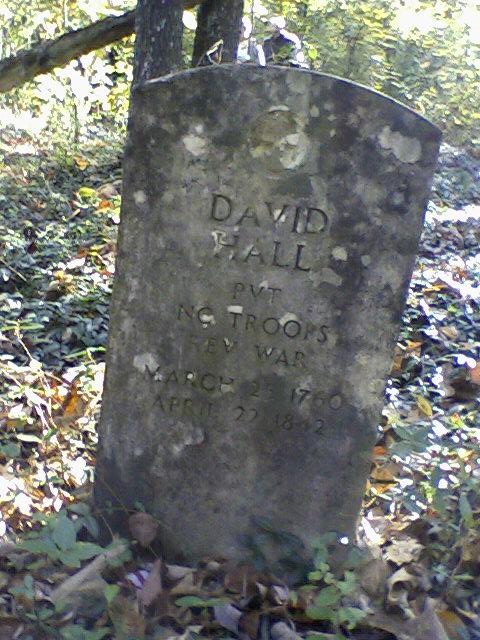 DAVID
HALL
PVT
NC TROOPS
REV WAR
MARCH 1760
APRIL 22 1842